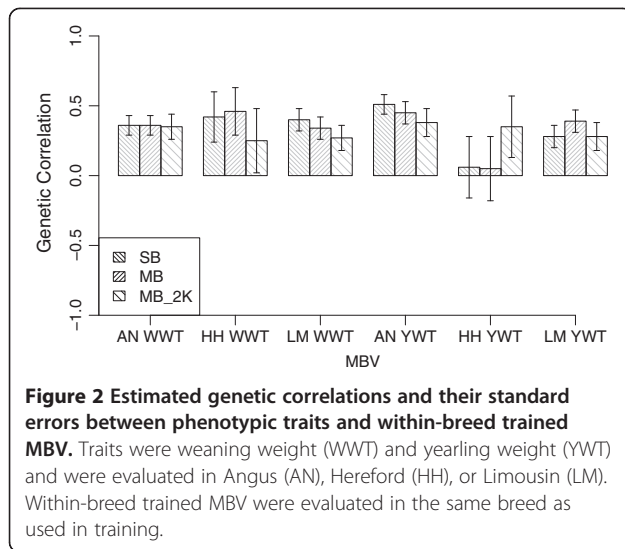 Genetic Correlation
0.5
0.0
−0.5
−1.0
SB
MB
MB_2K
AN WWT HH WWT LM WWT AN YWT HH YWT LM YWT
MBV
Figure 2 Estimated genetic correlations and their standard
errors between phenotypic traits and within-breed trained
MBV. Traits were weaning weight (WWT) and yearling weight (YWT)
and were evaluated in Angus (AN), Hereford (HH), or Limousin (LM).
Within-breed trained MBV were evaluated in the same breed as
used in training.